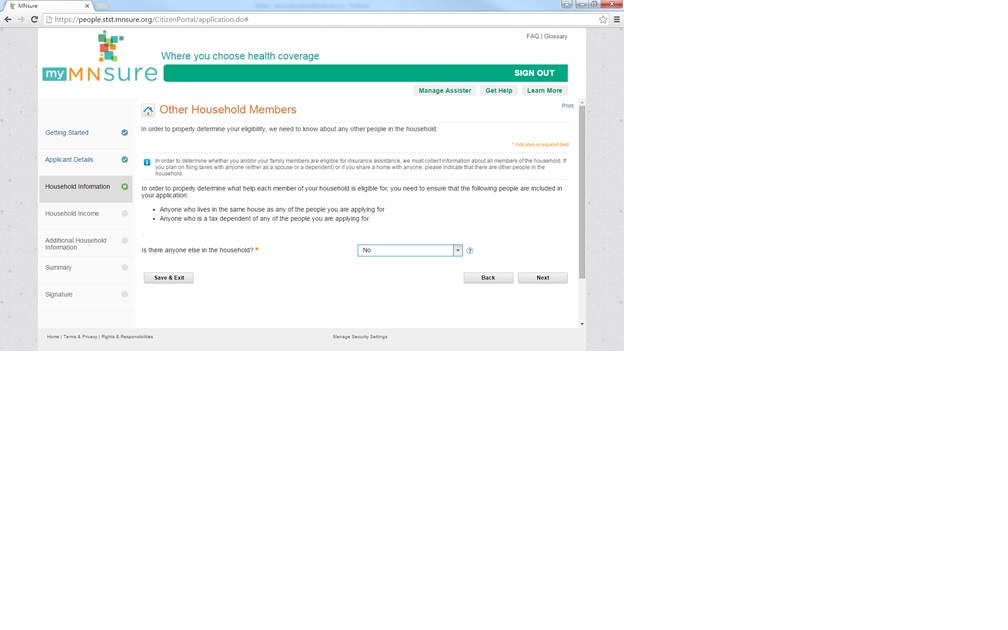 MNsure
https://people.stst.mnsure.org/CitizenPortal/application.do#
FAQ | Glossary
my MNsure
Where you choose health coverage
SIGN OUT
Manage Assister Get Help Learn More
Print
Getting Started
Applicant Details
Household Information
Household Income
Additional Household
Information
Summary
Signature
Other Household Members
In order to properly determine your eligibility, we need to know about any other people in the household.
* Indicates a required field
In order to determine whether you and/or your family members are eligible for insurance assistance, we must collect information about all members of the household. If
you plan on filing taxes with anyone (either as a spouse or a dependent) or if you share a home with anyone, please indicate that there are other people in the
household.
In order to properly determine what help each member of your household is eligible for, you need to ensure that the following people are included in
your application:
• Anyone who lives in the same house as any of the people you are applying for
• Anyone who is a tax dependent of any of the people you are applying for
.
Is there anyone else in the household? * No ?
Save & Exit Back Next
Home | Terms & Privacy | Rights & Responsibilities Manage Security Settings